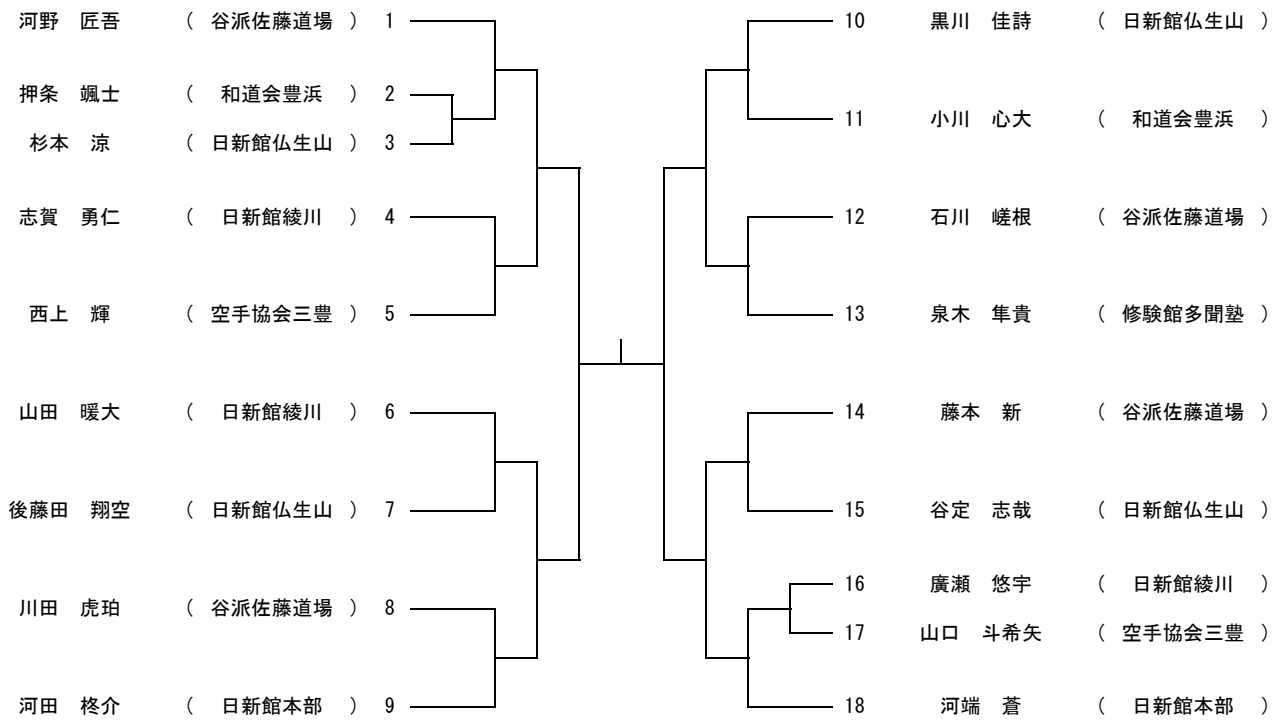 河野　匠吾　（　谷派佐藤道場　）　1
押条　颯士　（　和道会豊浜　）　2
杉本　涼　（　日新館仏生山　）　3
志賀　勇仁　（　日新館綾川　）　4
西上　輝　（　空手協会三豊　）　5
山田　暖大　（　日新館綾川　）　6
後藤田　翔空　（　日新館仏生山　）　7
川田　虎珀　（　谷派佐藤道場　）　8
河田　柊介　（　日新館本部　）　9
10　黒川　佳詩　（　日新館仏生山　）
11　小川　心大　（　和道会豊浜　）
12　石川　嵯根　（　谷派佐藤道場　）
13　泉木　隼貴　（　修験館多聞塾　）
14　藤本　新　（　谷派佐藤道場　）
15　谷定　志哉　（　日新館仏生山　）
16　廣瀬　悠宇　（　日新館綾川　）
17　山口　斗希矢　（　空手協会三豊　）
18　河端　蒼　（　日新館本部　）